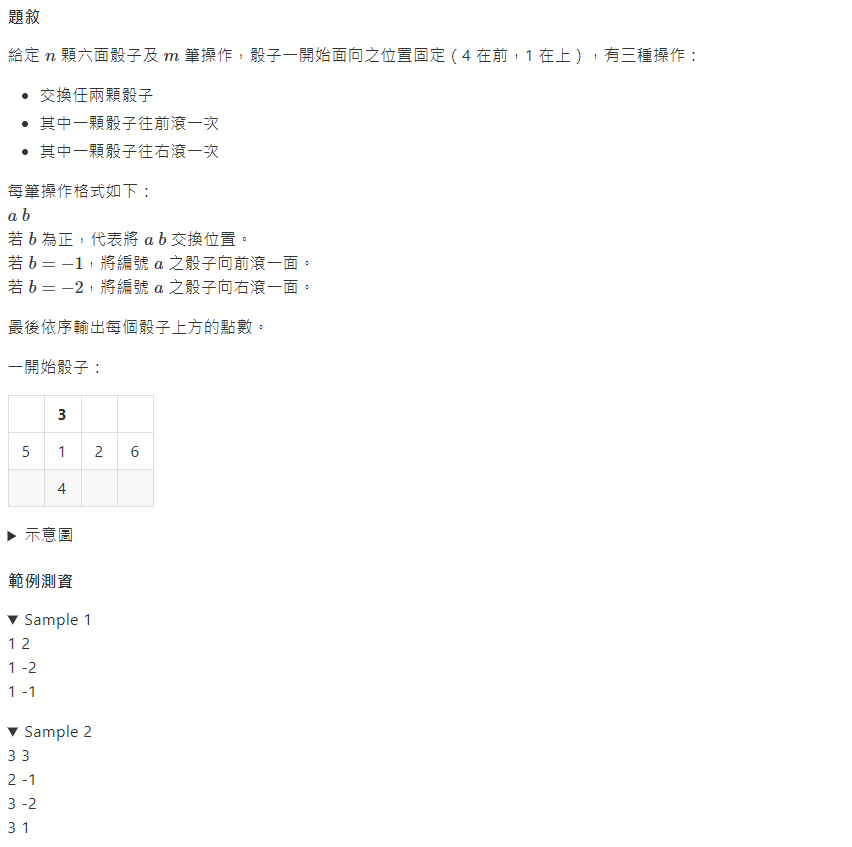 題敘
給定 n 顆六面骰子及 m 筆操作，骰子一開始面向之位置固定（4 在前，1 在上），有三種操作：
• 交換任兩顆骰子
• 其中一顆骰子往前滾一次
• 其中一顆骰子往右滾一次
每筆操作格式如下：
a b
若 b 為正，代表將 a b 交換位置。
若 b = −1，將編號 a 之骰子向前滾一面。
若 b = −2，將編號 a 之骰子向右滾一面。
最後依序輸出每個骰子上方的點數。
一開始骰子：
3
5 1 2 6
4
▶ 示意圖
範例測資
▼ Sample 1
1 2
1 -2
1 -1
▼ Sample 2
3 3
2 -1
3 -2
3 1